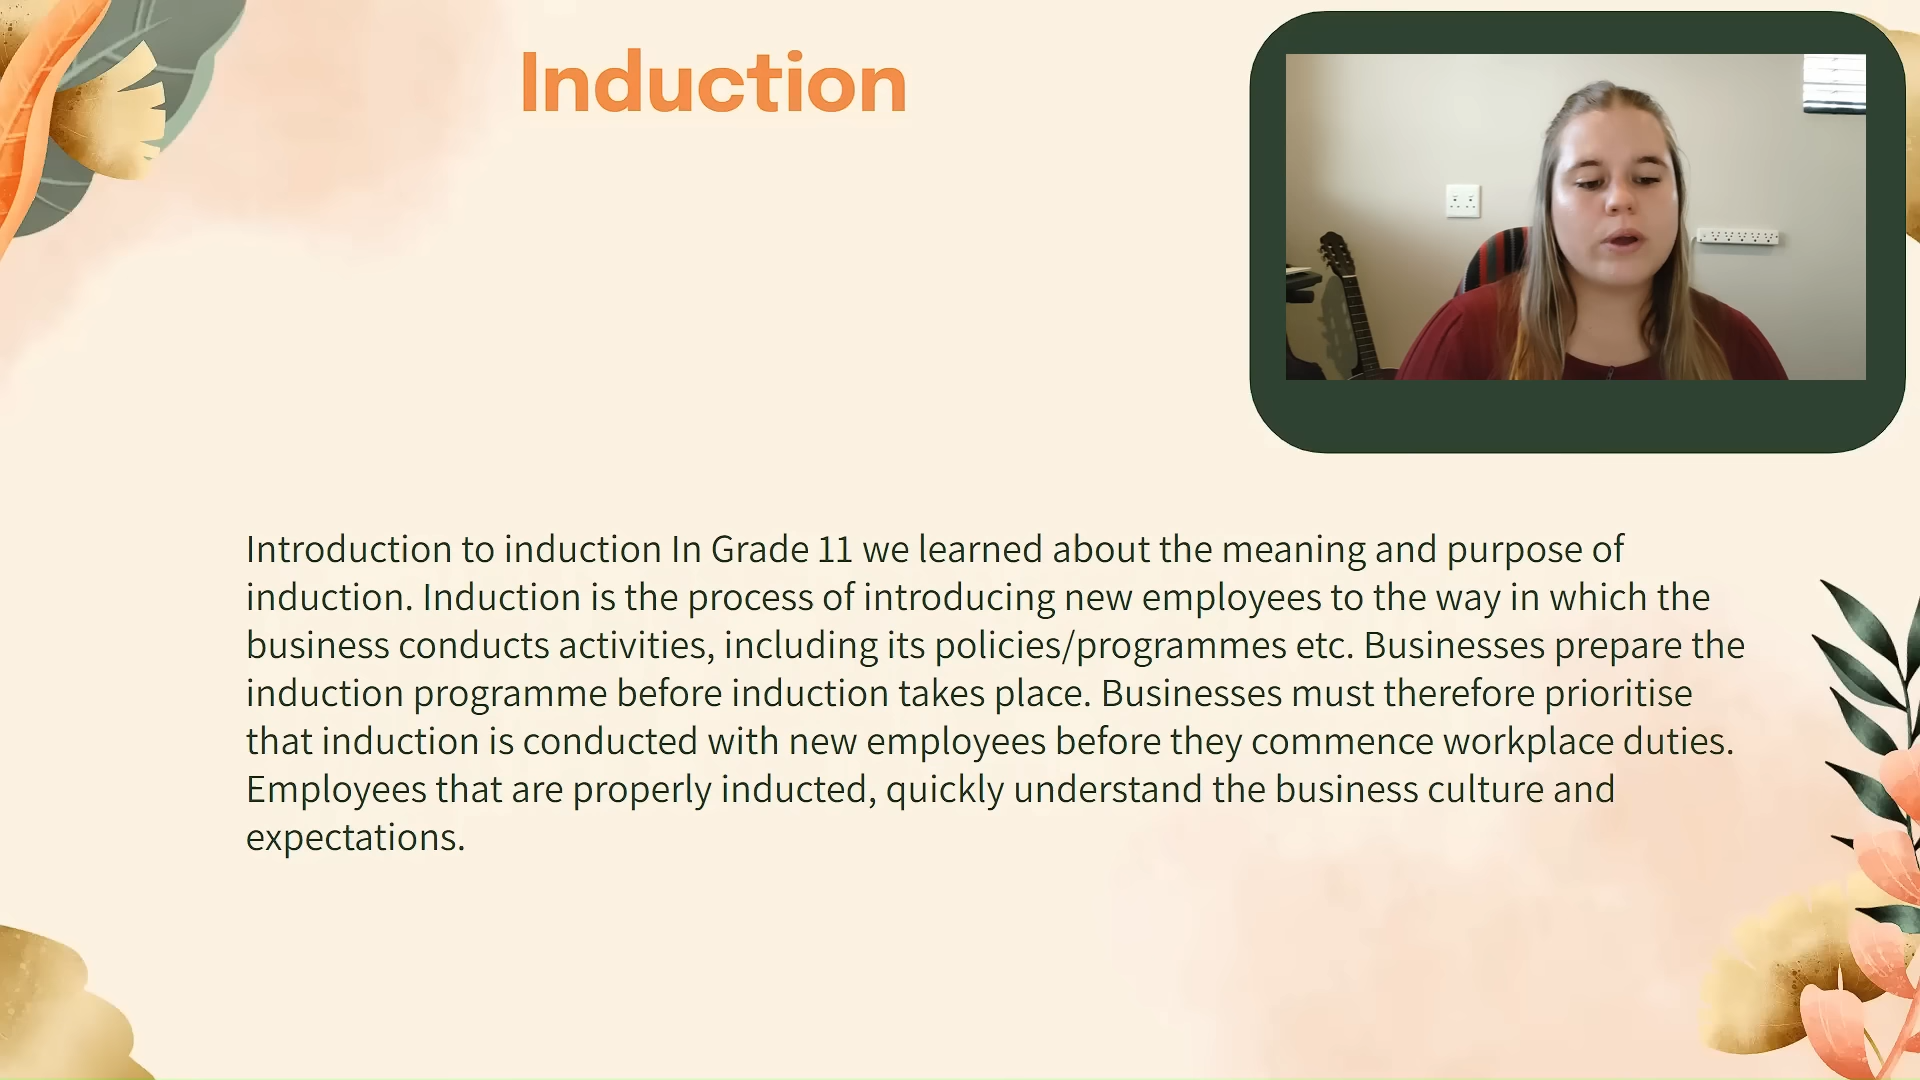 Induction
Introduction to induction In Grade 11 we learned about the meaning and purpose of
induction. Induction is the process of introducing new employees to the way in which the
business conducts activities, including its policies/programmes etc. Businesses prepare the
induction programme before induction takes place. Businesses must therefore prioritise
that induction is conducted with new employees before they commence workplace duties.
Employees that are properly inducted, quickly understand the business culture and
expectations.